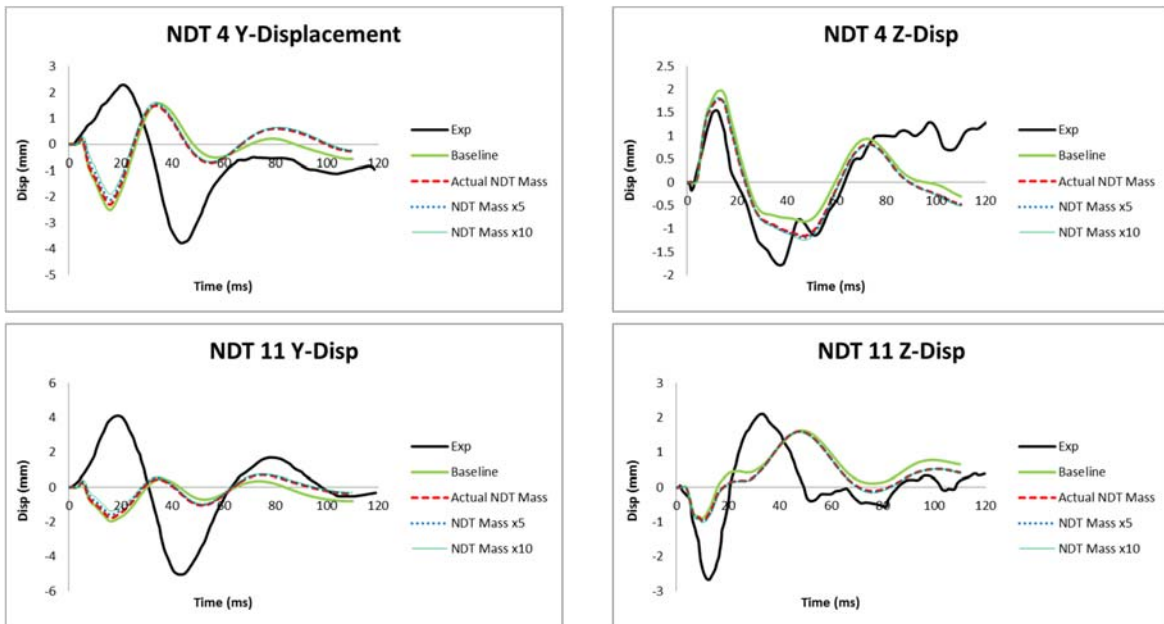 NDT 4 Y-Displacement
3
2
1
0
-1
-2
-3
-4
-5
0 20 40 60 80 100 120
Disp (mm)
Time (ms)
Exp
Baseline
Actual NDT Mass
NDT Mass x5
NDT Mass x10
NDT 4 Z-Disp
2.5
2
1.5
1
0.5
0
-0.5
-1
-1.5
-2
0 20 40 60 80 100 120
Disp (mm)
Time (ms)
Exp
Baseline
Actual NDT Mass
NDT Mass x5
NDT Mass x10
NDT 11 Y-Disp
6
4
2
0
-2
-4
-6
0 20 40 60 80 100 120
Disp (mm)
Time (ms)
Exp
Baseline
Actual NDT Mass
NDT Mass x5
NDT Mass x10
NDT 11 Z-Disp
3
2
1
0
-1
-2
-3
0 20 40 60 80 100 120
Disp (mm)
Time (ms)
Exp
Baseline
Actual NDT Mass
NDT Mass x5
NDT Mass x10